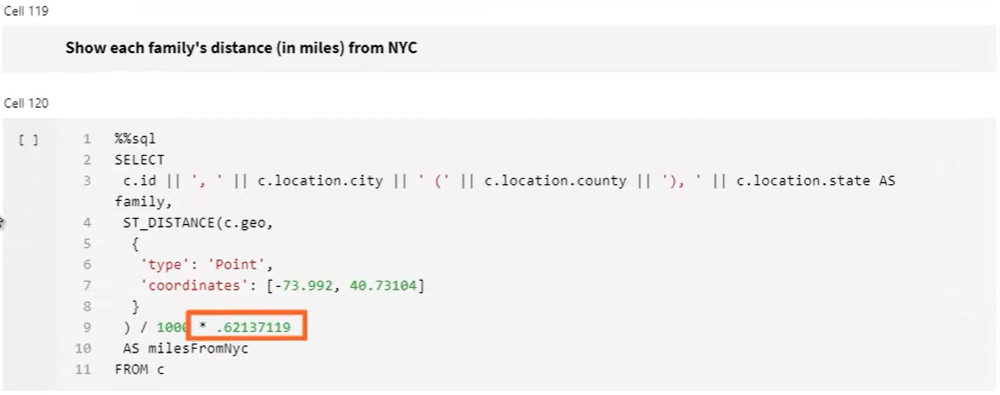 Cell 119
Show each family's distance (in miles) from NYC
Cell 120
[ ] 1 %%sql
2 SELECT
3 c.id || ', ' || c.location.city || ' (' || c.location.county || '), ' || c.location.state AS
family,
4 ST_DISTANCE(c.geo,
5 {
6 'type': 'Point',
7 'coordinates': [-73.992, 40.73104]
8 }
9 ) / 1000 * .62137119
10 AS milesFromNyc
11 FROM c